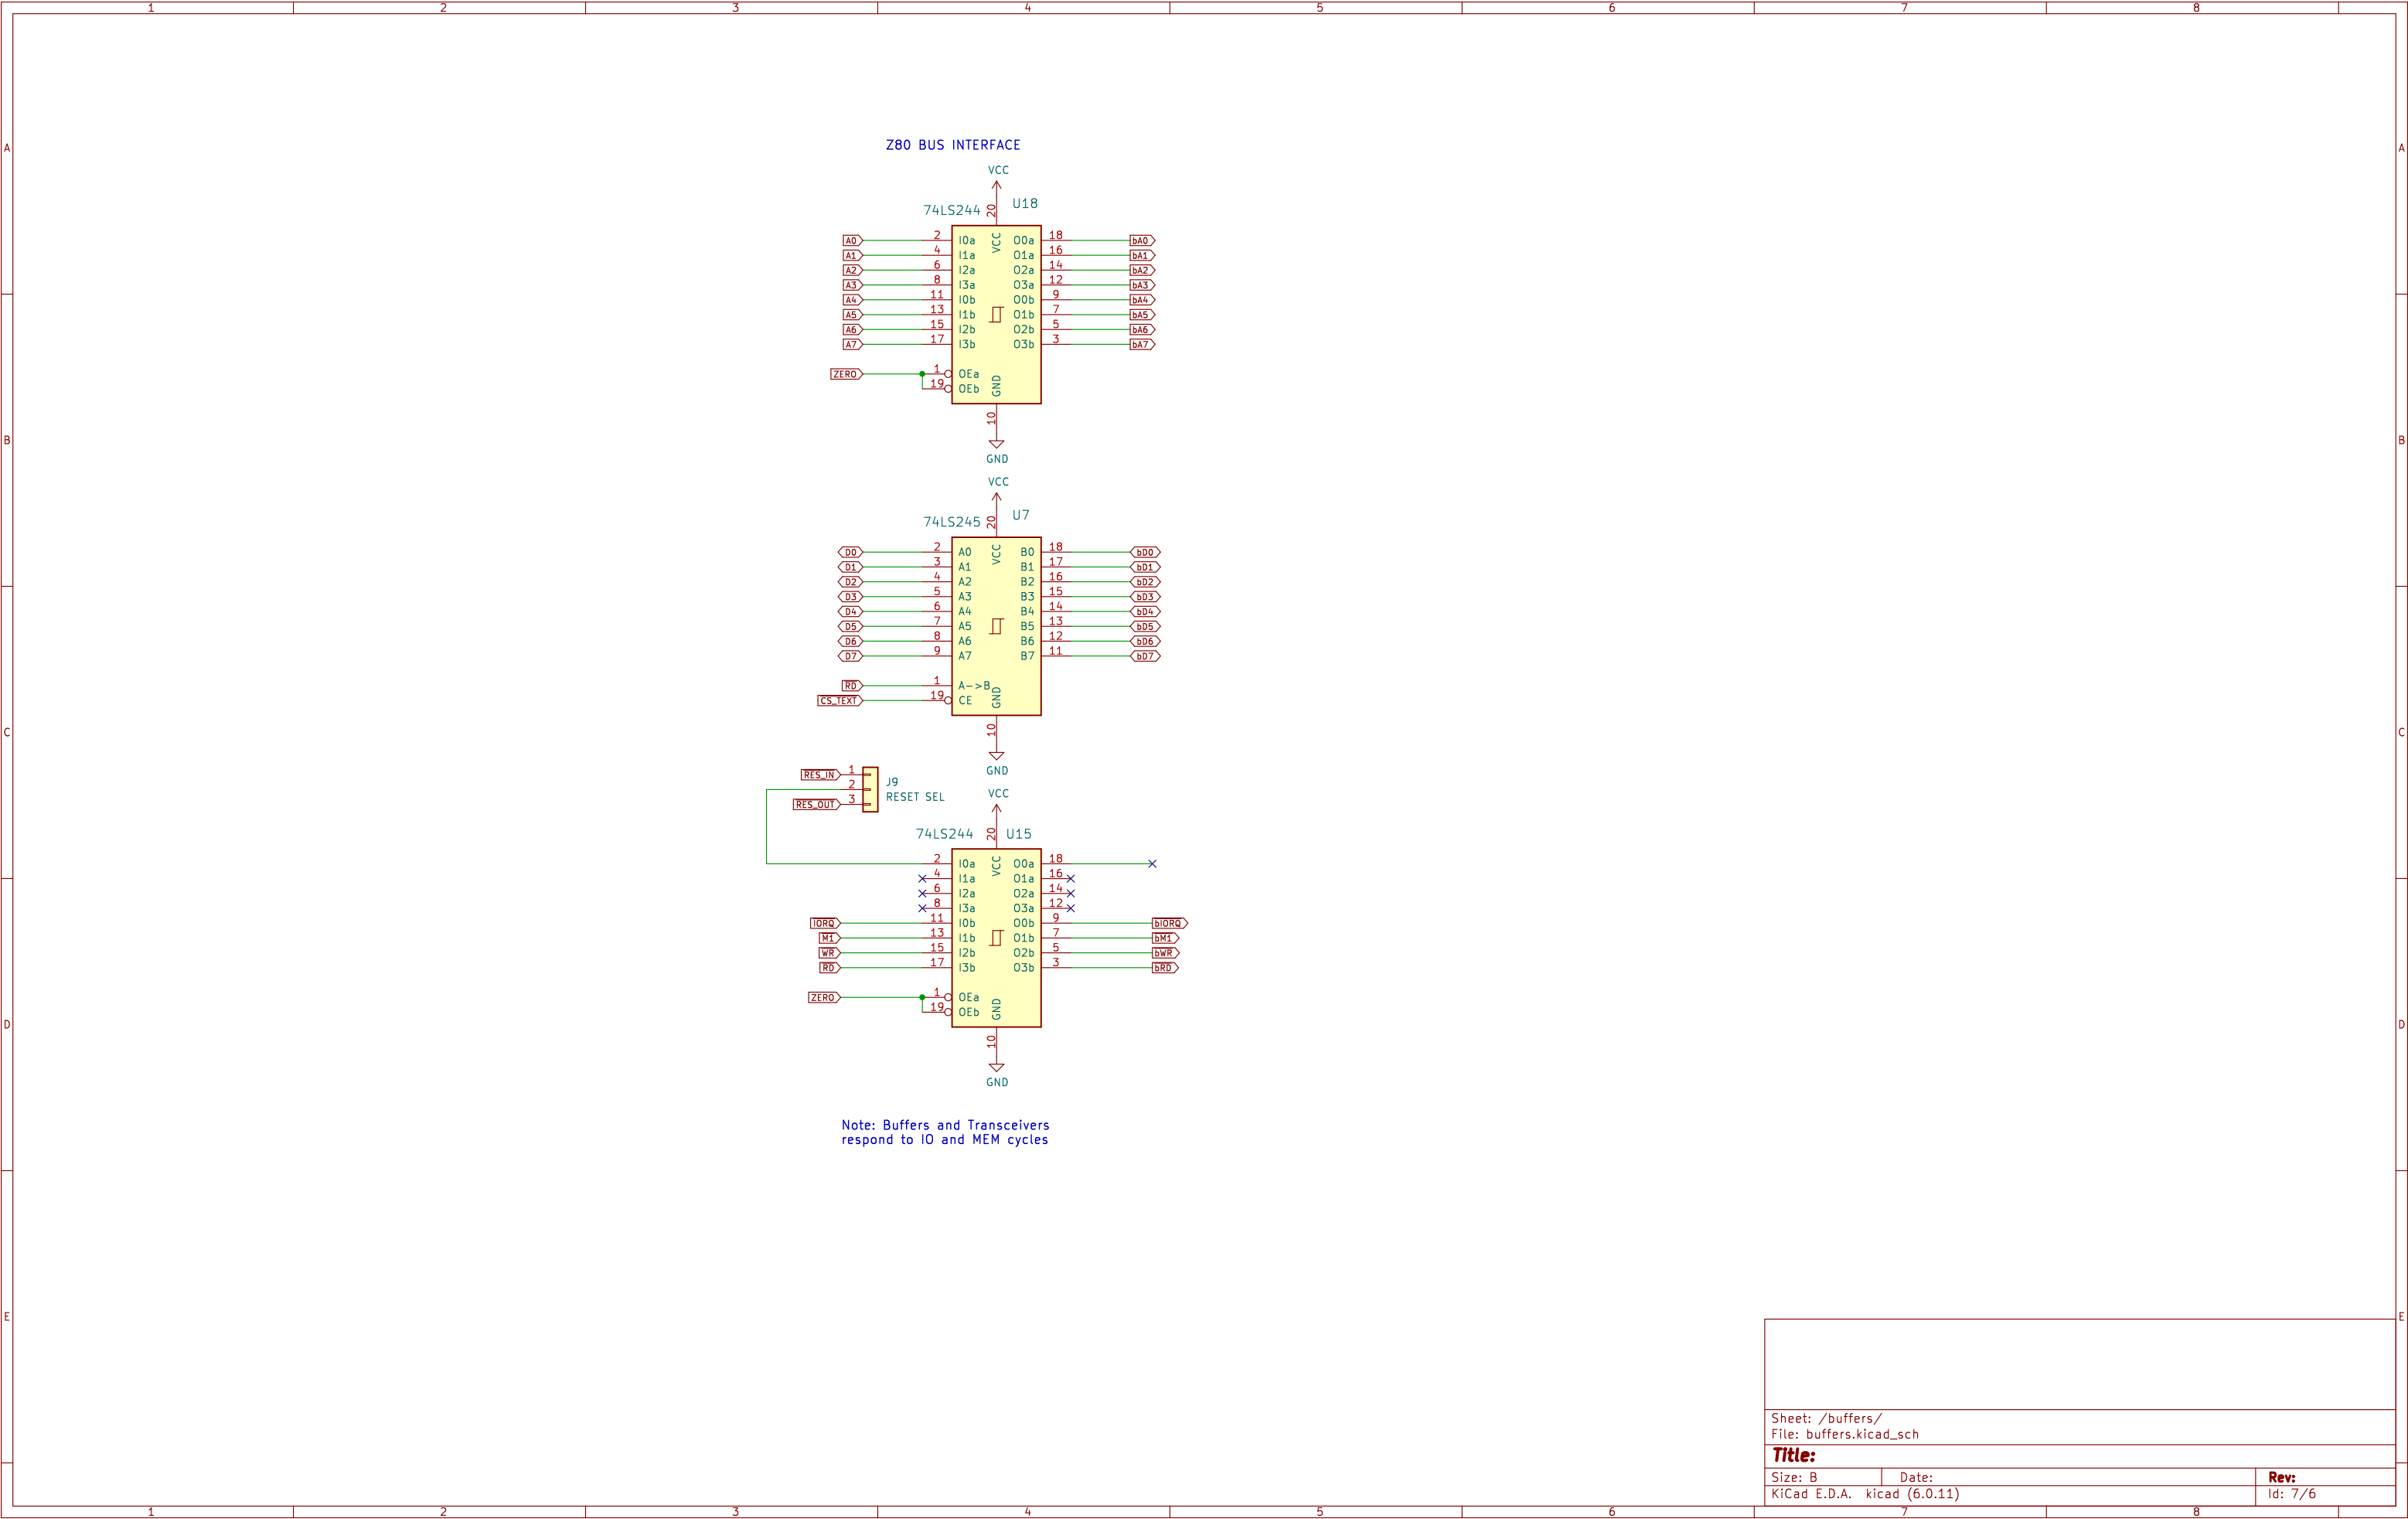 1 2 3 4 5 6 7 8
A A
B B
C C
D D
E E
Z80 BUS INTERFACE
VCC
74LS244 20 U18
VCC
A0 2 I0a O0a 18 bA0
A1 4 I1a O1a 16 bA1
A2 6 I2a O2a 14 bA2
A3 8 I3a O3a 12 bA3
A4 11 I0b O0b 9 bA4
A5 13 I1b O1b 7 bA5
A6 15 I2b O2b 5 bA6
A7 17 I3b O3b 3 bA7
ZERO 1 OEa
19 OEb GND
10
GND
VCC
74LS245 20 U7
VCC
D0 2 A0 B0 18 bD0
D1 3 A1 B1 17 bD1
D2 4 A2 B2 16 bD2
D3 5 A3 B3 15 bD3
D4 6 A4 B4 14 bD4
D5 7 A5 B5 13 bD5
D6 8 A6 B6 12 bD6
D7 9 A7 B7 11 bD7
RD 1 A->B
CS_TEXT 19 CE GND
10
GND
RES_IN 1
2
RES_OUT 3
J9
RESET SEL
VCC
74LS244 20 U15
VCC
2 I0a O0a 18
4 I1a O1a 16
6 I2a O2a 14
8 I3a O3a 12
IORQ 11 I0b O0b 9 bIORQ
M1 13 I1b O1b 7 bM1
WR 15 I2b O2b 5 bWR
RD 17 I3b O3b 3 bRD
ZERO 1 OEa
19 OEb GND
10
GND
Note: Buffers and Transceivers
respond to IO and MEM cycles
Sheet: /buffers/
File: buffers.kicad_sch
Title:
Size: B Date: Rev:
KiCad E.D.A. kicad (6.0.11) Id: 7/6
1 2 3 4 5 6 7 8